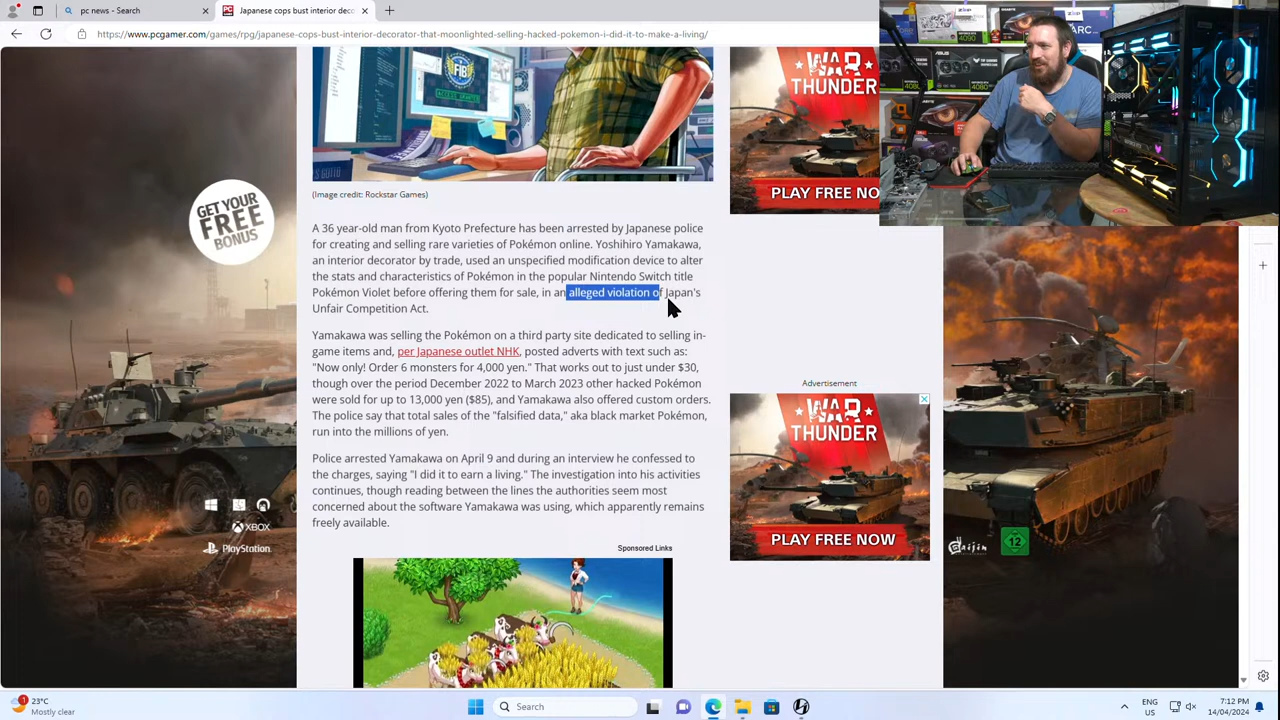 pc news - Search
Japanese cops bust interior deco
https://www.pcgamer.com/games/rpg/japanese-cops-bust-interior-decorator-that-moonlighted-selling-hacked-pokemon-i-did-it-to-make-a-living/
FIB
WAR
THUNDER
PLAY FREE NO
GET YOUR
FREE
BONUS
(Image credit: Rockstar Games)
A 36 year-old man from Kyoto Prefecture has been arrested by Japanese police
for creating and selling rare varieties of Pokémon online. Yoshihiro Yamakawa,
an interior decorator by trade, used an unspecified modification device to alter
the stats and characteristics of Pokémon in the popular Nintendo Switch title
Pokémon Violet before offering them for sale, in an alleged violation of Japan's
Unfair Competition Act.
Yamakawa was selling the Pokémon on a third party site dedicated to selling in-
game items and, per Japanese outlet NHK, posted adverts with text such as:
"Now only! Order 6 monsters for 4,000 yen." That works out to just under $30,
though over the period December 2022 to March 2023 other hacked Pokémon
were sold for up to 13,000 yen ($85), and Yamakawa also offered custom orders.
The police say that total sales of the "falsified data," aka black market Pokémon,
run into the millions of yen.
Police arrested Yamakawa on April 9 and during an interview he confessed to
the charges, saying "I did it to earn a living." The investigation into his activities
continues, though reading between the lines the authorities seem most
concerned about the software Yamakawa was using, which apparently remains
freely available.
Sponsored Links
Advertisement
WAR
THUNDER
PLAY FREE NOW
XBOX
PlayStation
Gaijin
12
ASUS
4080
1
23°C
Mostly clear
Search
ENG
US
7:12 PM
14/04/2024